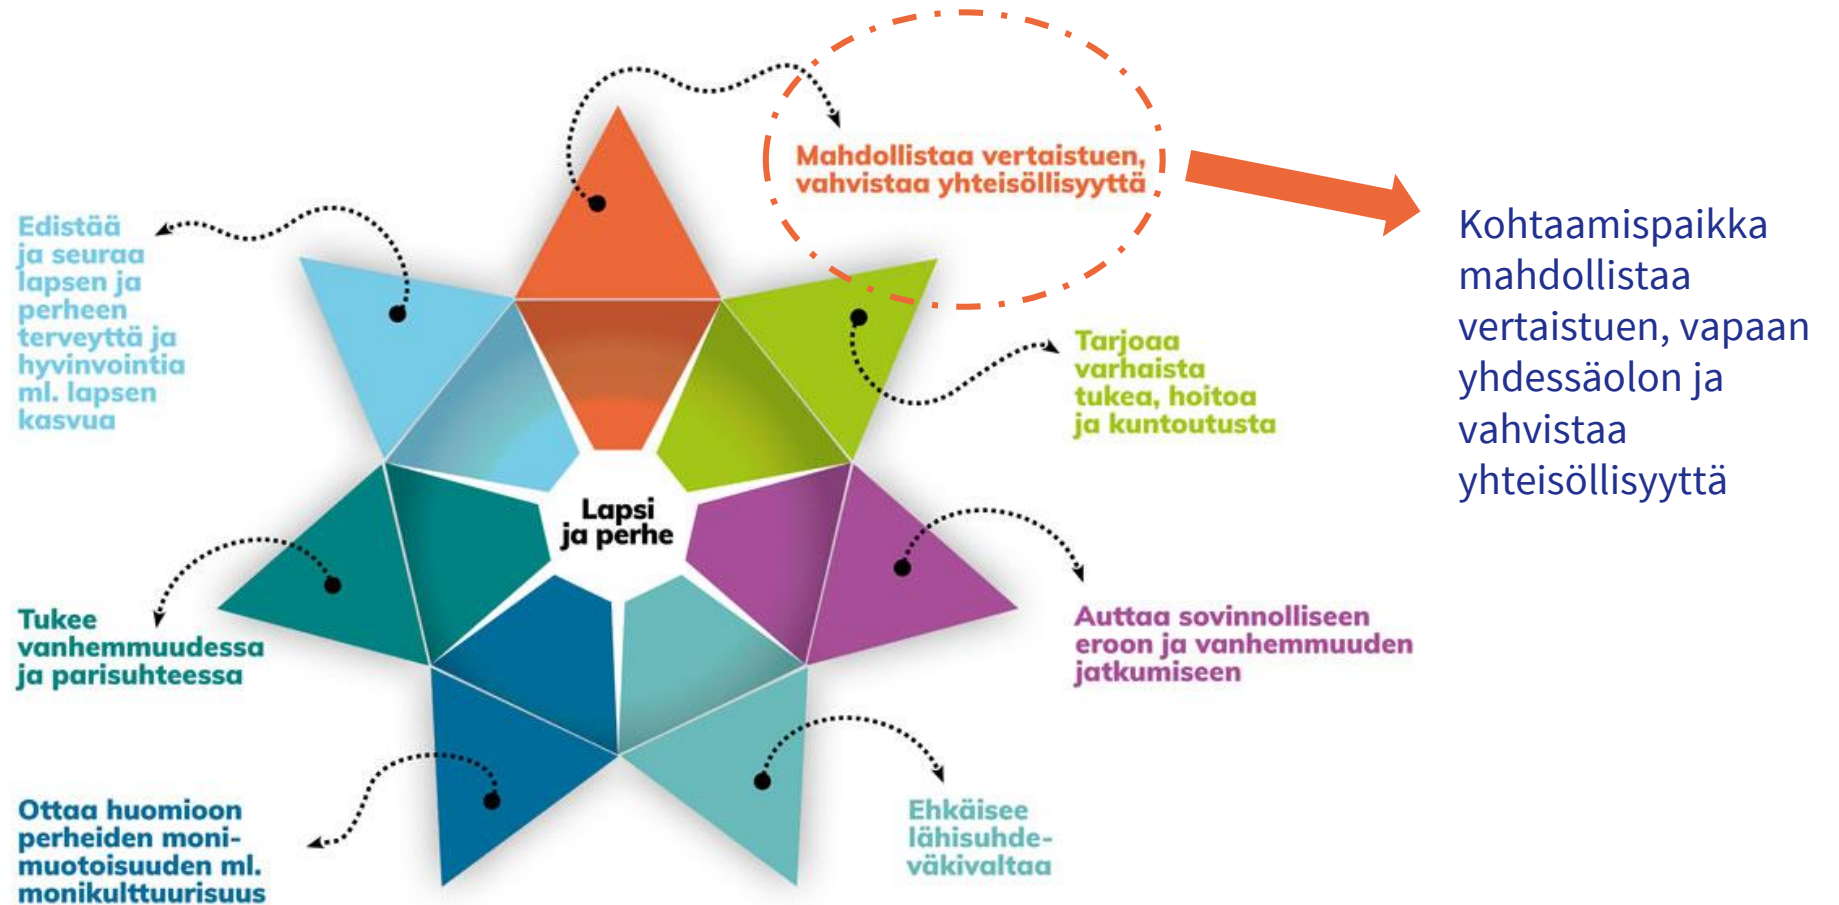 Mahdollistaa vertaistuen,
vahvistaa yhteisöllisyyttä
Edistää
ja seuraa
lapsen ja
perheen
terveyttä ja
hyvinvointia
ml. lapsen
kasvua
Tarjoaa
varhaista
tukea, hoitoa
ja kuntoutusta
Lapsi
ja perhe
Tukee
vanhemmuudessa
ja parisuhteessa
Auttaa sovinnolliseen
eroon ja vanhemmuuden
jatkumiseen
Ottaa huomioon
perheiden moni-
muotoisuuden ml.
monikulttuurisuus
Ehkäisee
lähisuhde-
väkivaltaa
Kohtaamispaikka
mahdollistaa
vertaistuen, vapaan
yhdessäolon ja
vahvistaa
yhteisöllisyyttä